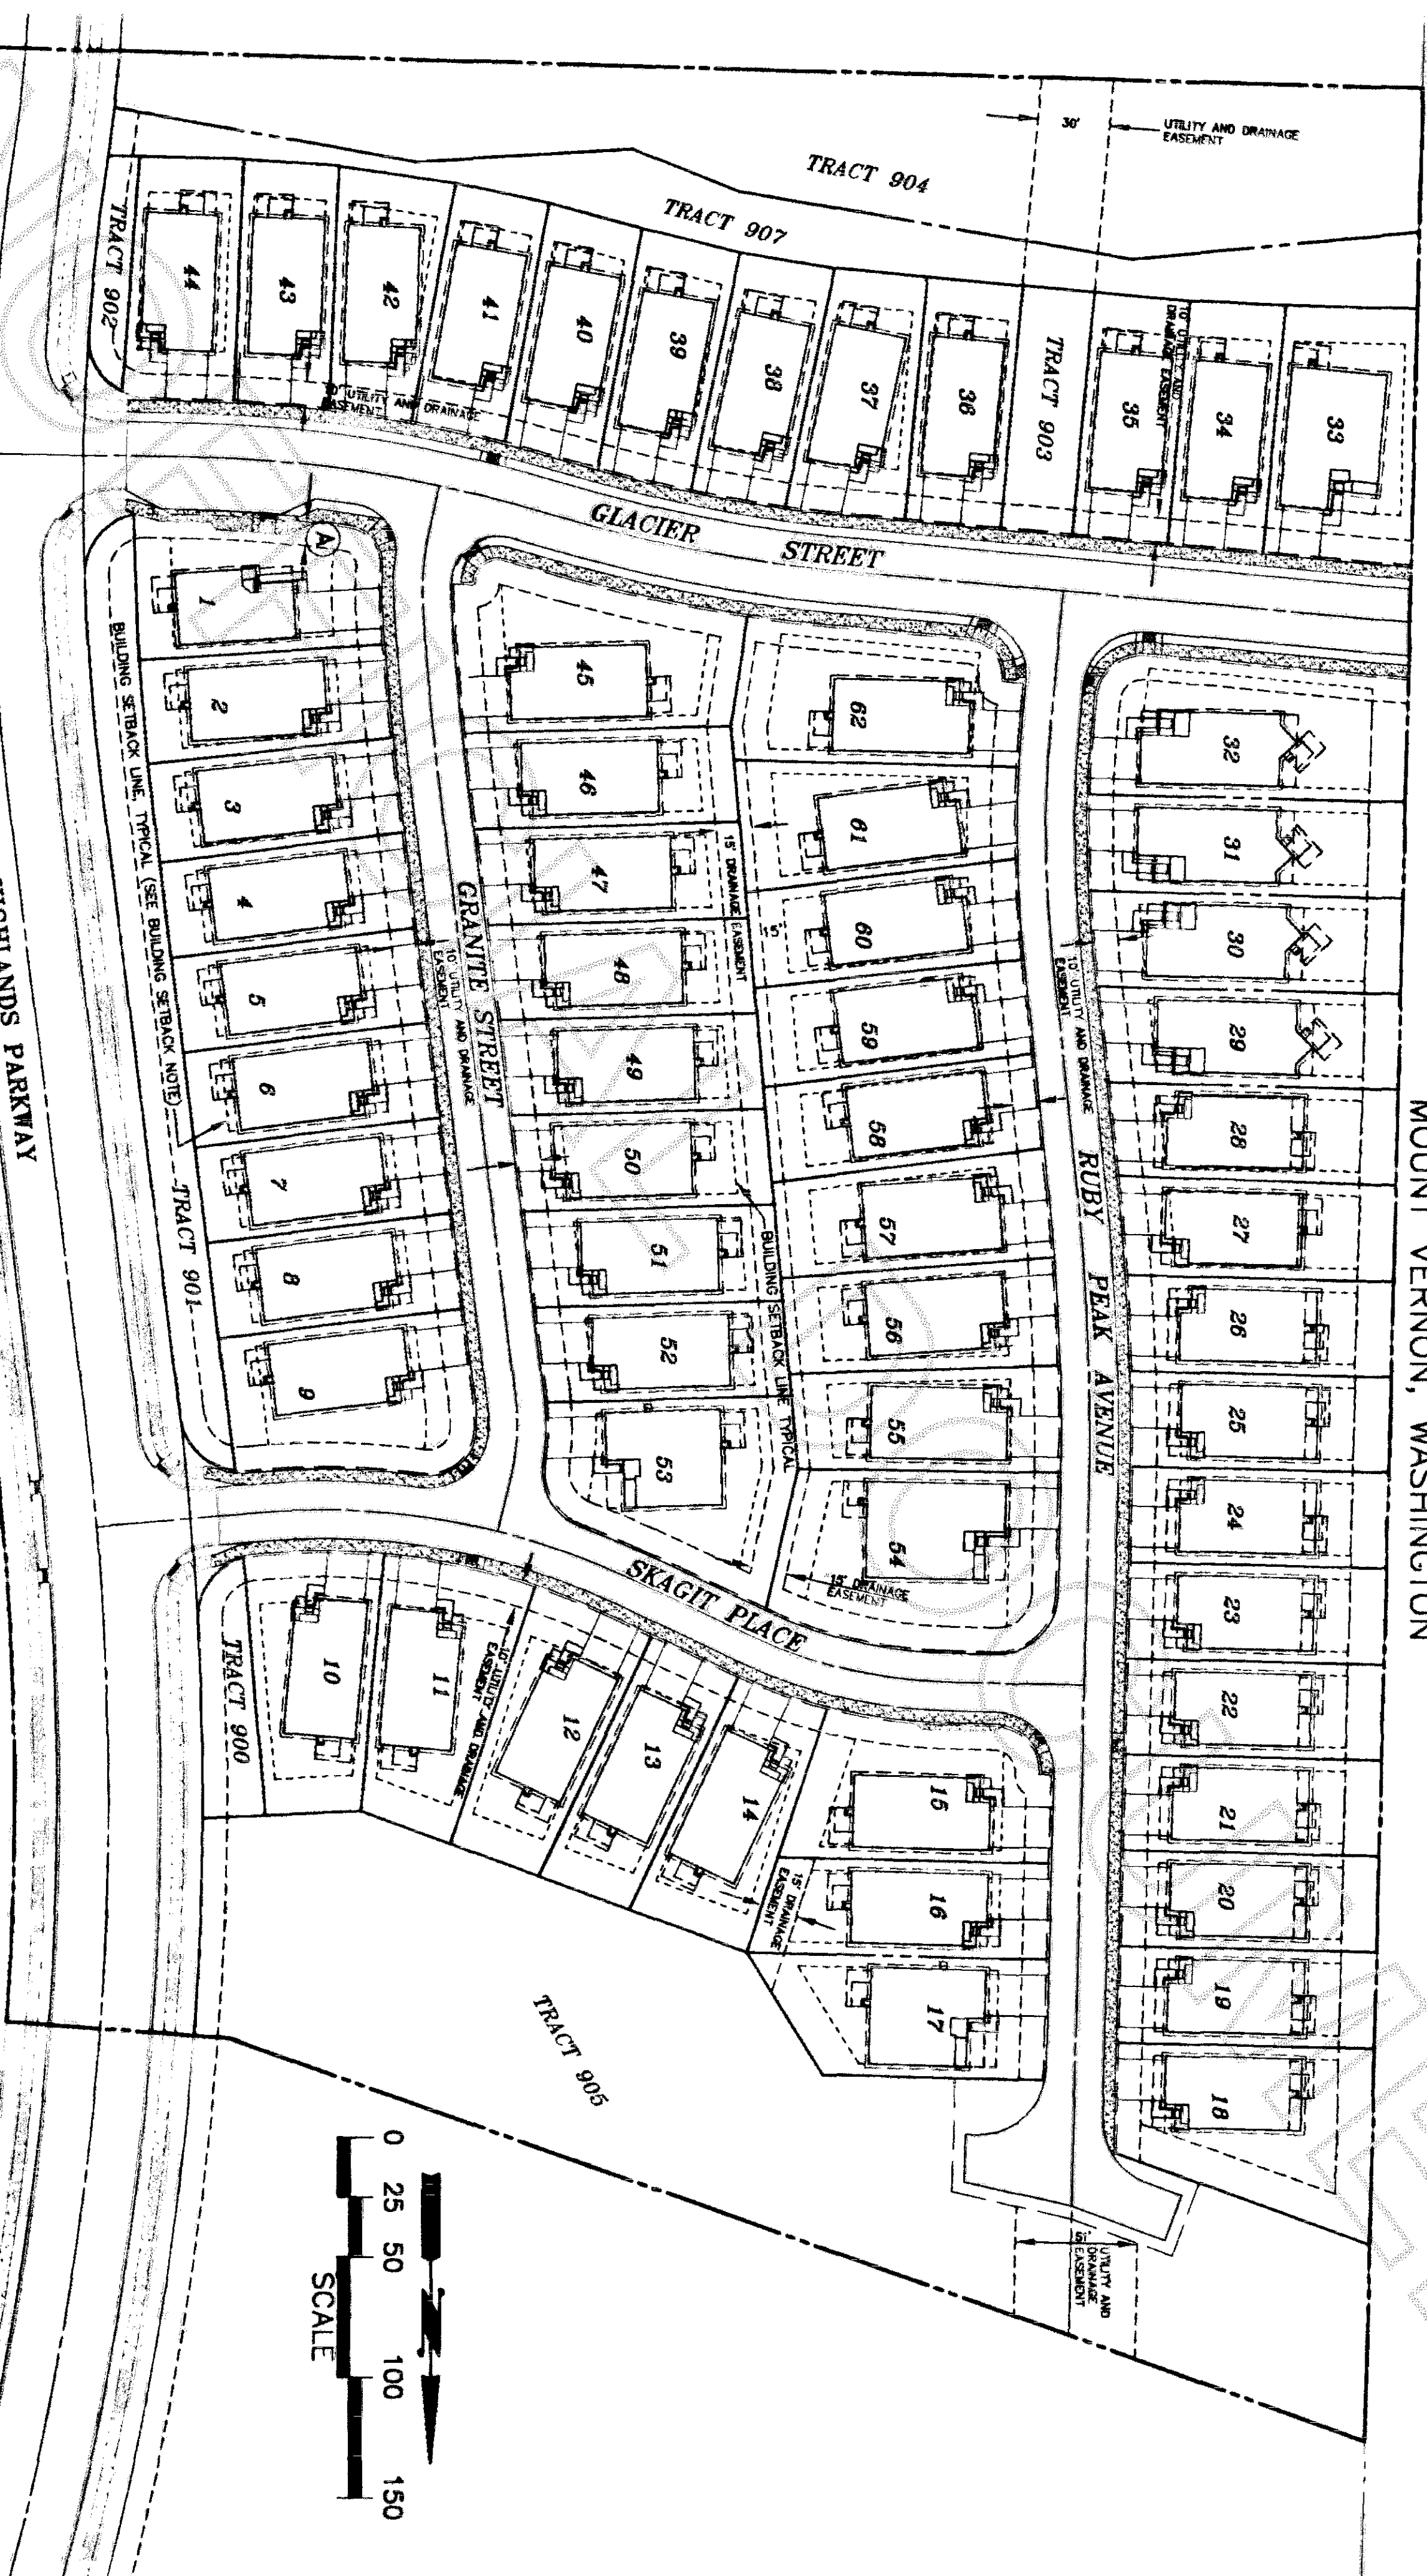 MOUNT VERNON, WASHINGTON
30'
UTILITY AND DRAINAGE
EASEMENT
TRACT 904
TRACT 907
TRACT 902
44
43
42
41
40
39
38
37
36
TRACT 903
35
34
33
10' UTILITY AND
DRAINAGE EASEMENT
10' UTILITY AND DRAINAGE
EASEMENT
GLACIER STREET
A
1
2
3
4
5
6
7
8
9
BUILDING SETBACK LINE, TYPICAL (SEE BUILDING SETBACK NOTE)
TRACT 901
GRANITE STREET
10' UTILITY AND DRAINAGE
EASEMENT
45
46
47
48
49
50
51
52
53
15' DRAINAGE EASEMENT
15'
BUILDING SETBACK LINE TYPICAL
62
61
60
59
58
57
56
55
54
15' DRAINAGE
EASEMENT
10' UTILITY AND DRAINAGE
EASEMENT
RUBY PEAK AVENUE
32
31
30
29
28
27
26
25
24
23
22
21
20
19
18
SKAGIT PLACE
TRACT 900
10
11
10' UTILITY AND DRAINAGE
EASEMENT
12
13
14
15
16
17
15' DRAINAGE
EASEMENT
TRACT 905
UTILITY AND
DRAINAGE
EASEMENT
0 25 50 100 150
SCALE
PARKWAY